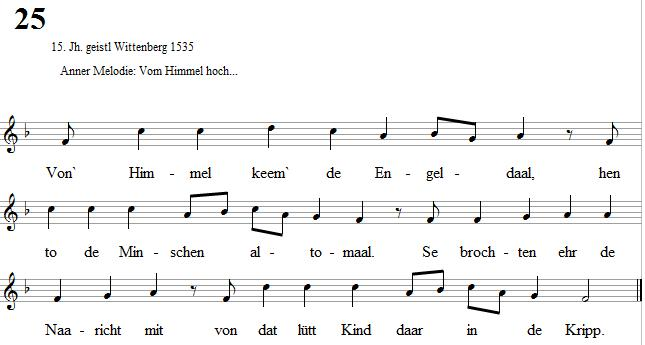 25
15. Jh. geistl Wittenberg 1535
Anner Melodie: Vom Himmel hoch...
Von` Him - mel keem` de En - gel - daal, hen
to de Min - schen al - to - maal. Se broch - ten ehr de
Naa - richt mit von dat lütt Kind daar in de Kripp.